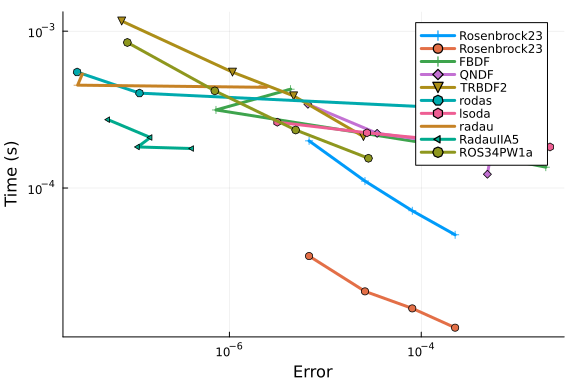 10⁻³
10⁻⁴
Time (s)
10⁻⁶
10⁻⁴
Error
Rosenbrock23
Rosenbrock23
FBDF
QNDF
TRBDF2
rodas
lsoda
radau
RadauIIA5
ROS34PW1a